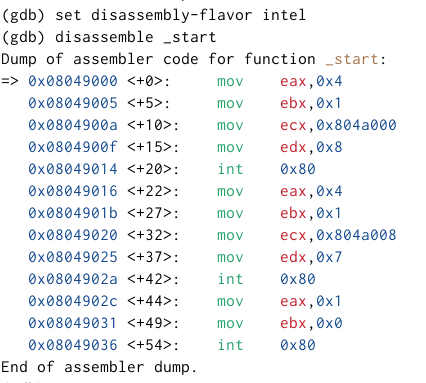 (gdb) set disassembly-flavor intel
(gdb) disassemble _start
Dump of assembler code for function _start:
=> 0x08049000 <+0>:	mov	eax,0x4
0x08049005 <+5>:	mov	ebx,0x1
0x0804900a <+10>:	mov	ecx,0x804a000
0x0804900f <+15>:	mov	edx,0x8
0x08049014 <+20>:	int	0x80
0x08049016 <+22>:	mov	eax,0x4
0x0804901b <+27>:	mov	ebx,0x1
0x08049020 <+32>:	mov	ecx,0x804a008
0x08049025 <+37>:	mov	edx,0x7
0x0804902a <+42>:	int	0x80
0x0804902c <+44>:	mov	eax,0x1
0x08049031 <+49>:	mov	ebx,0x0
0x08049036 <+54>:	int	0x80
End of assembler dump.